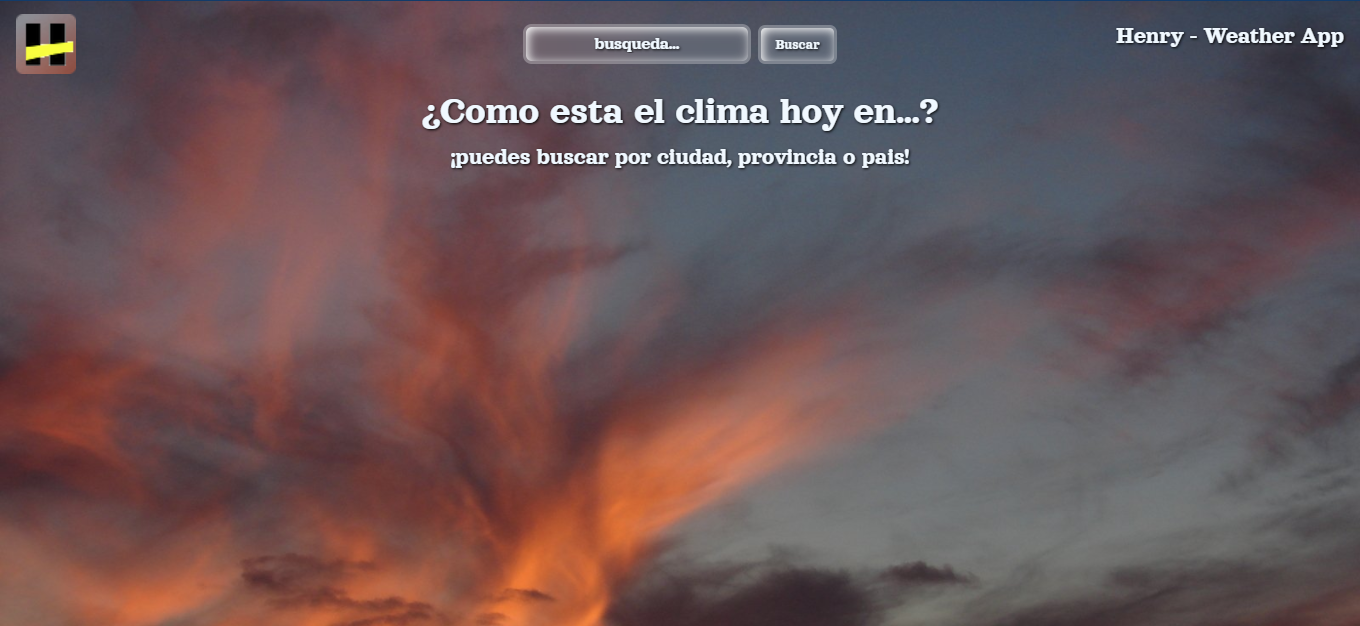 busqueda...
Buscar
Henry - Weather App
¿Como esta el clima hoy en...?
¡puedes buscar por ciudad, provincia o pais!